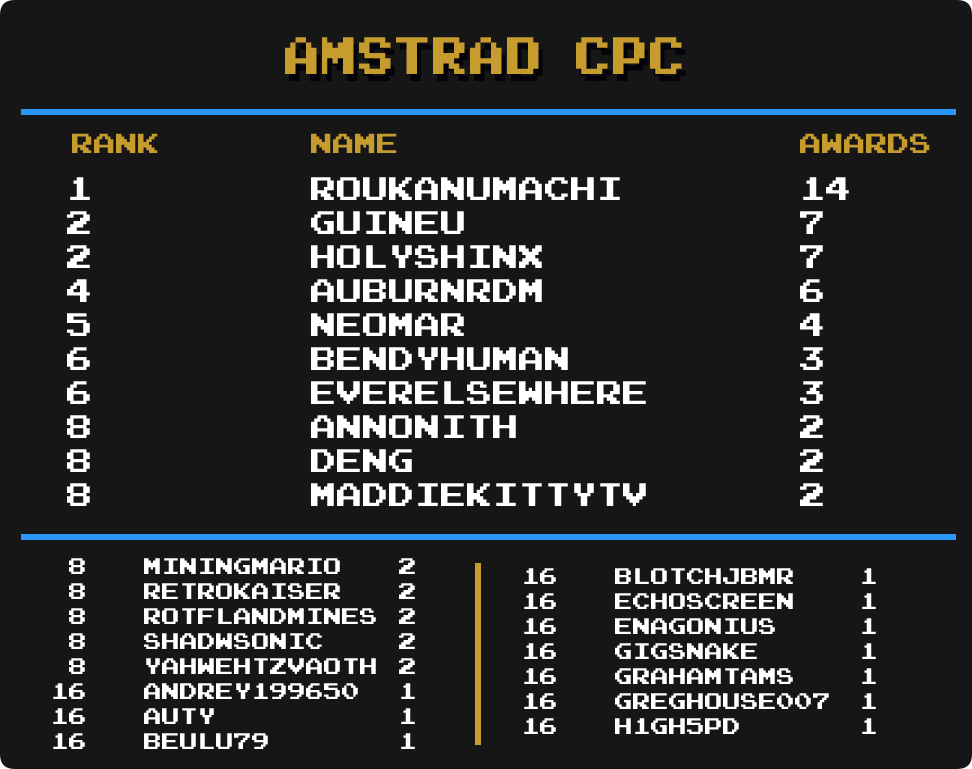 AMSTRAD CPC
RANK NAME AWARDS
1 ROUKANUMACHI 14
2 GUINEU 7
2 HOLYSHINX 7
4 AUBURNRDM 6
5 NEOMAR 4
6 BENDYHUMAN 3
6 EVERELSEWHERE 3
8 ANNONITH 2
8 DENG 2
8 MADDIEKITTYTV 2
8 MININGMARIO 2
8 RETROKAISER 2
8 ROTFLANDMINES 2
8 SHADWSONIC 2
8 YAHWEHTZVAOTH 2
16 ANDREY199650 1
16 AUTY 1
16 BEULU79 1
16 BLOTCHJBMR 1
16 ECHOSCREEN 1
16 ENAGONIUS 1
16 GIGSNAKE 1
16 GRAHAMTAMS 1
16 GREGHOUSE007 1
16 H1GH5PD 1